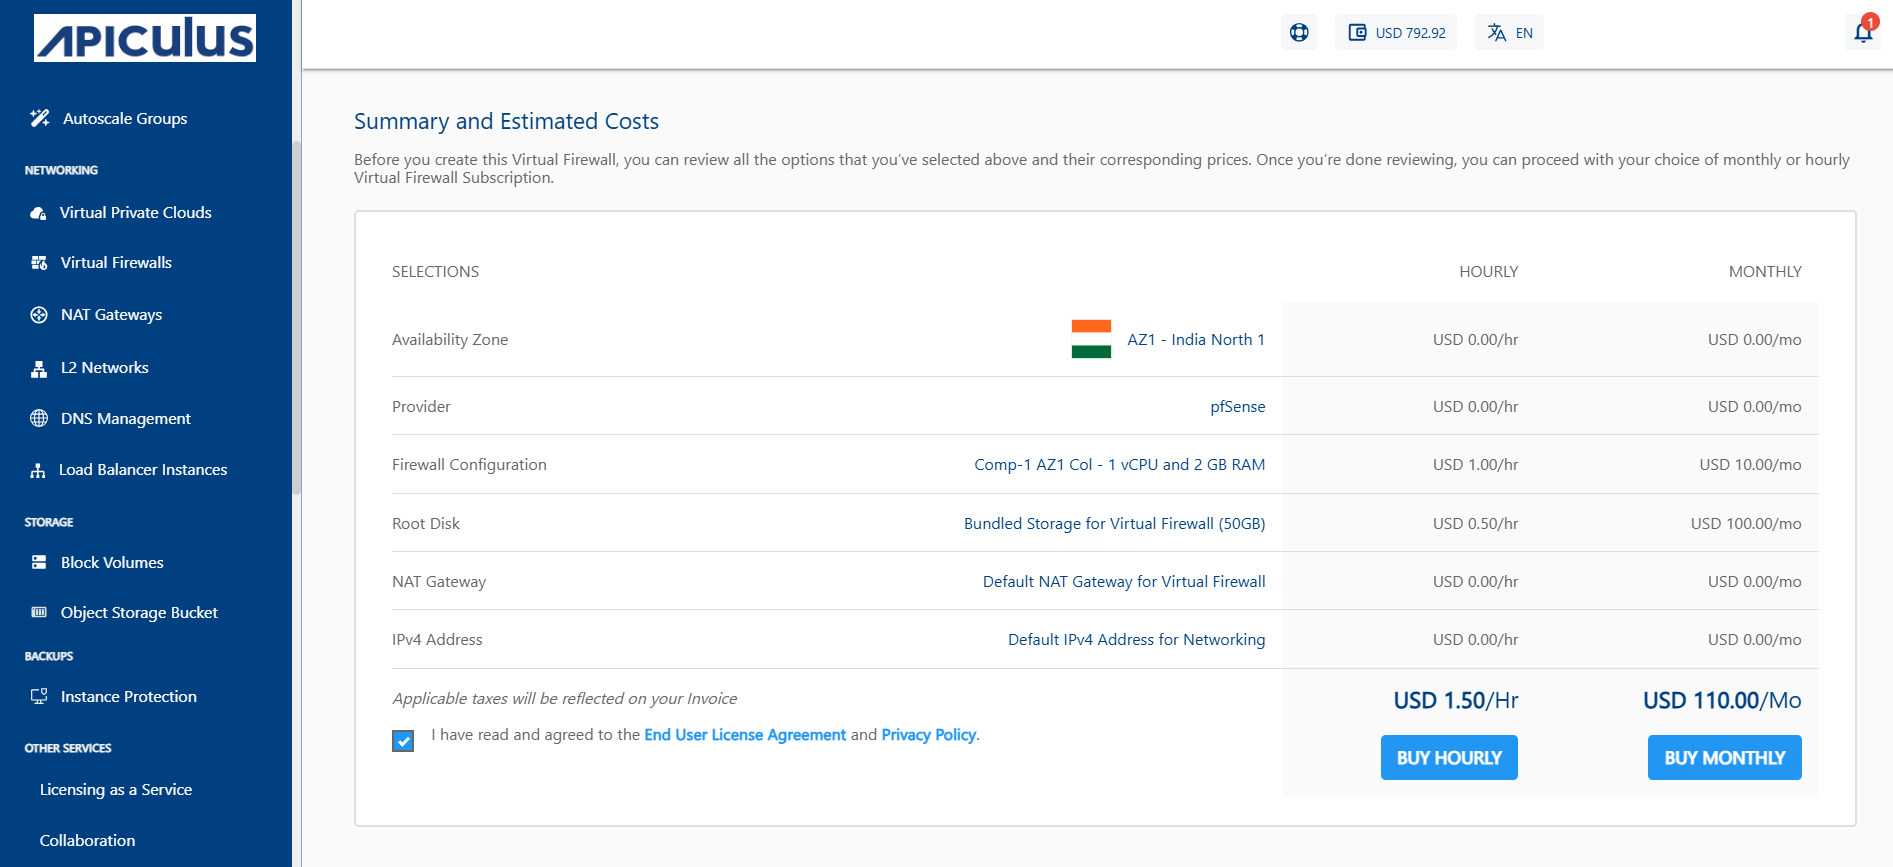 APICULUS
USD 792.92
EN
1
Autoscale Groups
NETWORKING
Virtual Private Clouds
Virtual Firewalls
NAT Gateways
L2 Networks
DNS Management
Load Balancer Instances
STORAGE
Block Volumes
Object Storage Bucket
BACKUPS
Instance Protection
OTHER SERVICES
Licensing as a Service
Collaboration
Summary and Estimated Costs
Before you create this Virtual Firewall, you can review all the options that you’ve selected above and their corresponding prices. Once you’re done reviewing, you can proceed with your choice of monthly or hourly
Virtual Firewall Subscription.
SELECTIONS HOURLY MONTHLY
Availability Zone AZ1 - India North 1 USD 0.00/hr USD 0.00/mo
Provider pfSense USD 0.00/hr USD 0.00/mo
Firewall Configuration Comp-1 AZ1 Col - 1 vCPU and 2 GB RAM USD 1.00/hr USD 10.00/mo
Root Disk Bundled Storage for Virtual Firewall (50GB) USD 0.50/hr USD 100.00/mo
NAT Gateway Default NAT Gateway for Virtual Firewall USD 0.00/hr USD 0.00/mo
IPv4 Address Default IPv4 Address for Networking USD 0.00/hr USD 0.00/mo
Applicable taxes will be reflected on your Invoice USD 1.50/Hr USD 110.00/Mo
I have read and agreed to the End User License Agreement and Privacy Policy.
BUY HOURLY BUY MONTHLY